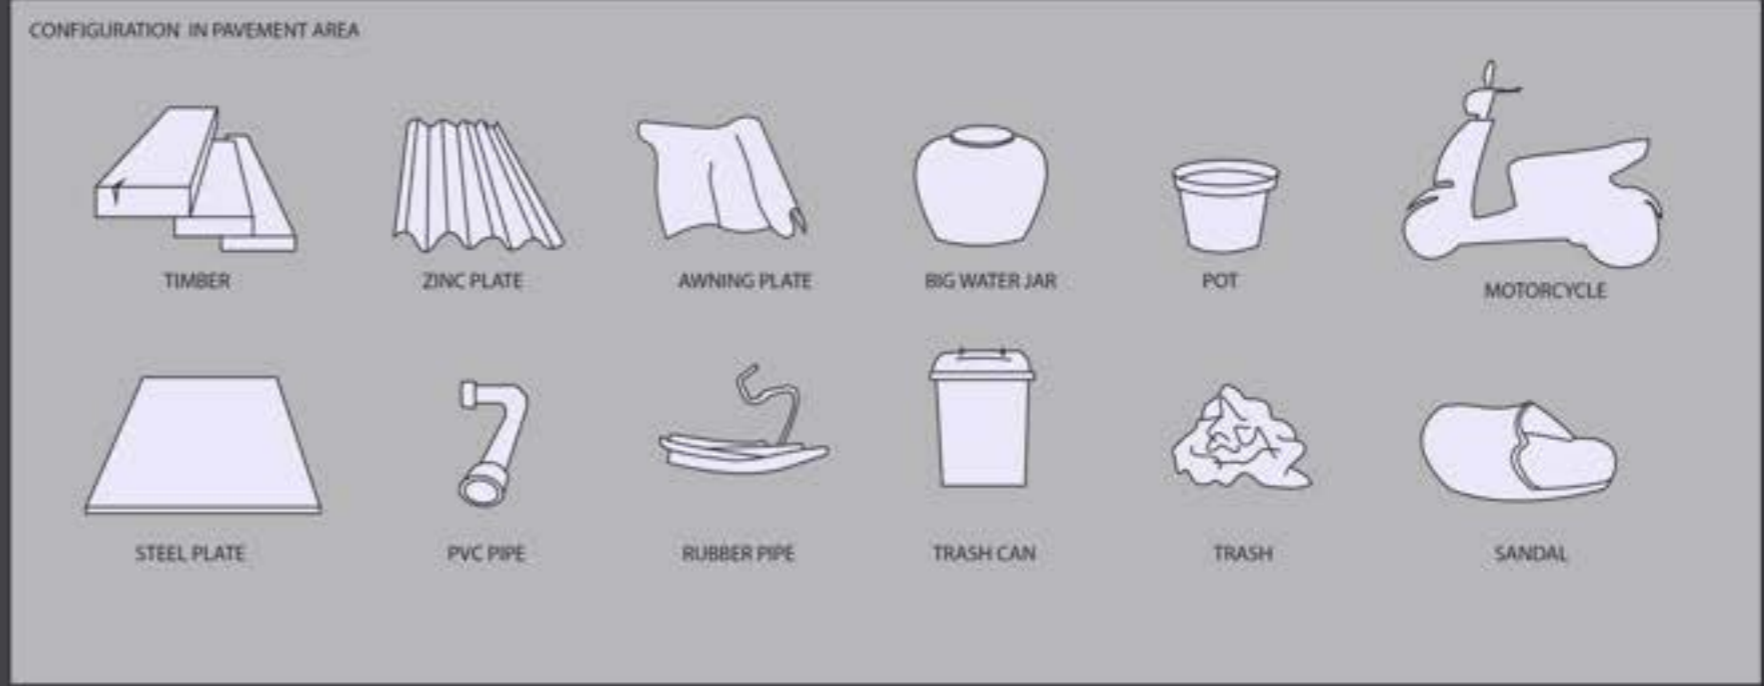 CONFIGURATION IN PAVEMENT AREA
TIMBER
ZINC PLATE
AWNING PLATE
BIG WATER JAR
POT
MOTORCYCLE
STEEL PLATE
PVC PIPE
RUBBER PIPE
TRASH CAN
TRASH
SANDAL